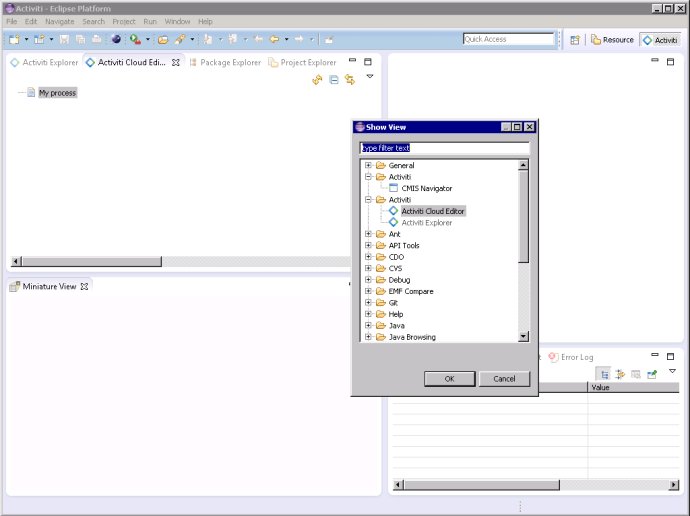 Activiti - Eclipse Platform
File Edit Navigate Search Project Run Window Help
Quick Access
Resource
Activiti
Activiti Explorer
Activiti Cloud Edi...
Package Explorer
Project Explorer
My process
Miniature View
Show View
type filter text
General
Activiti
CMIS Navigator
Activiti
Activiti Cloud Editor
Activiti Explorer
Ant
API Tools
CDO
CVS
Debug
EMF Compare
Git
Help
Java
Java Browsing
OK
Cancel
Error Log
Value